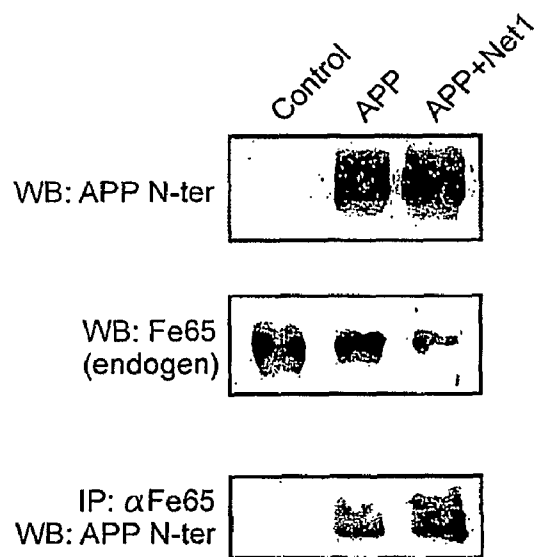 Control
APP
APP+Net1
WB: APP N-ter
WB: Fe65
(endogen)
IP: αFe65
WB: APP N-ter